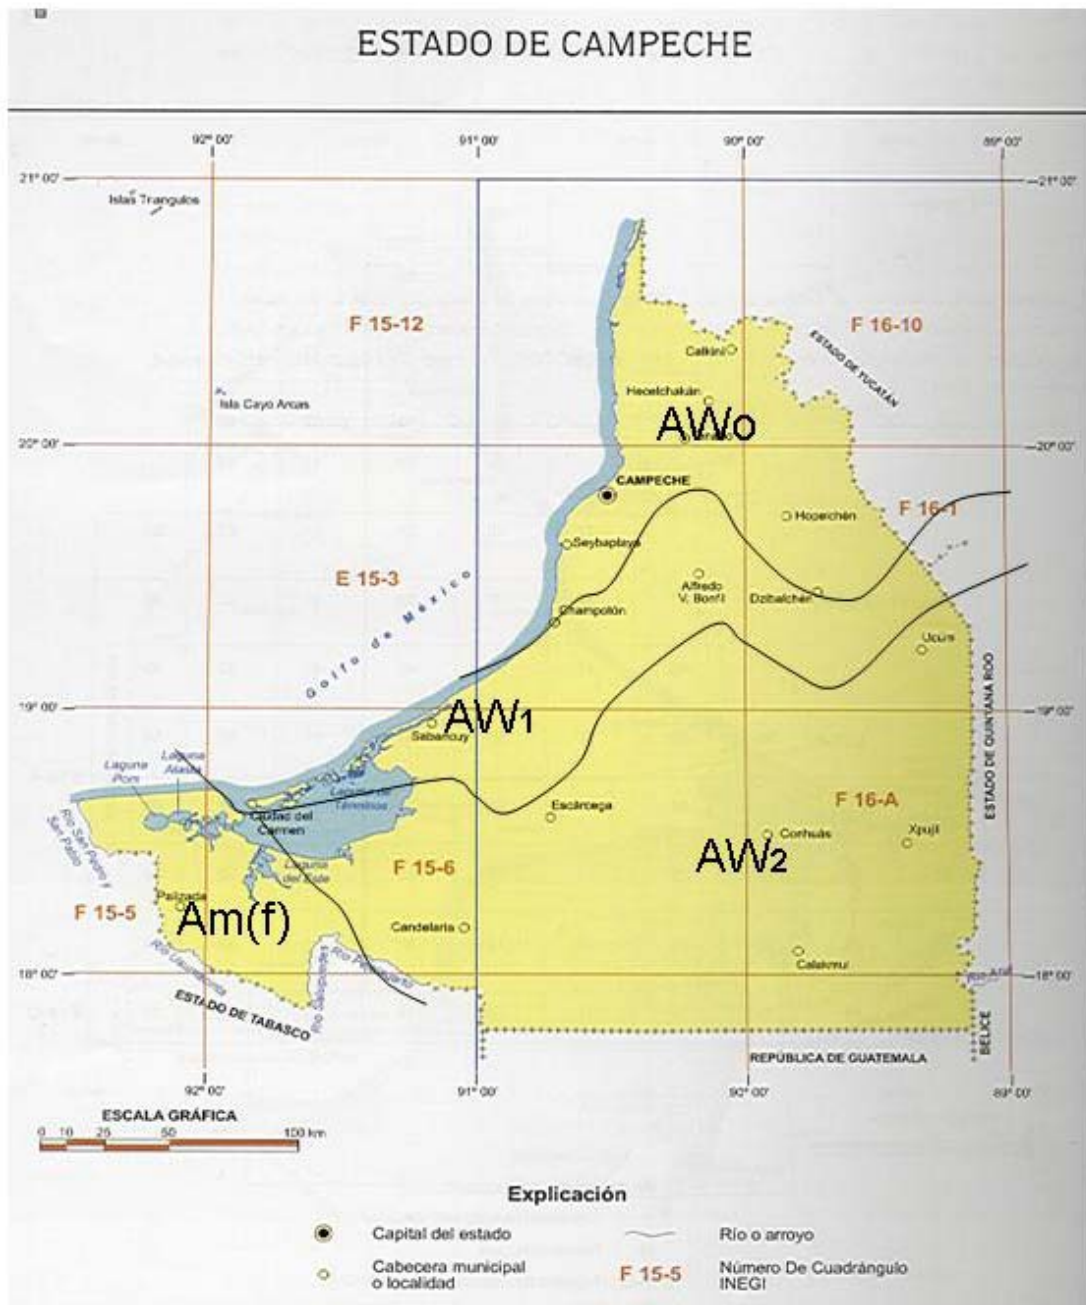 ESTADO DE CAMPECHE
92° 00'
91° 00'
90° 00'
89° 00'
21° 00'
21° 00'
Islas Trangulos
F 15-12
F 16-10
Calkiní
ESTADO DE YUCATÁN
Isla Cayo Arcas
Hecelchakán
AWo
20° 00'
20° 00'
CAMPECHE
Hopelchén
F 16-1
Seybaplaya
E 15-3
Alfredo
V. Bonfil
Dzibalchén
Golfo de México
Champotón
Ucum
19° 00'
19° 00'
AW1
Sabancuy
ESTADO DE QUINTANA ROO
Laguna
Atasta
Laguna
Pom
Laguna de
Términos
Escárcega
F 16-A
Ciudad del
Carmen
Conhuás
Xpujil
Río San Pedro y
San Pablo
Laguna
del Este
F 15-6
AW2
F 15-5
Palizada
Am(f)
Candelaria
Calakmul
18° 00'
18° 00'
Río Usumacinta
ESTADO DE TABASCO
BELICE
REPÚBLICA DE GUATEMALA
92° 00'
91° 00'
90° 00'
89° 00'
ESCALA GRÁFICA
0 10 25 50 100 km
Explicación
Capital del estado
Río o arroyo
Cabecera municipal
o localidad
F 15-5
Número De Cuadrángulo
INEGI